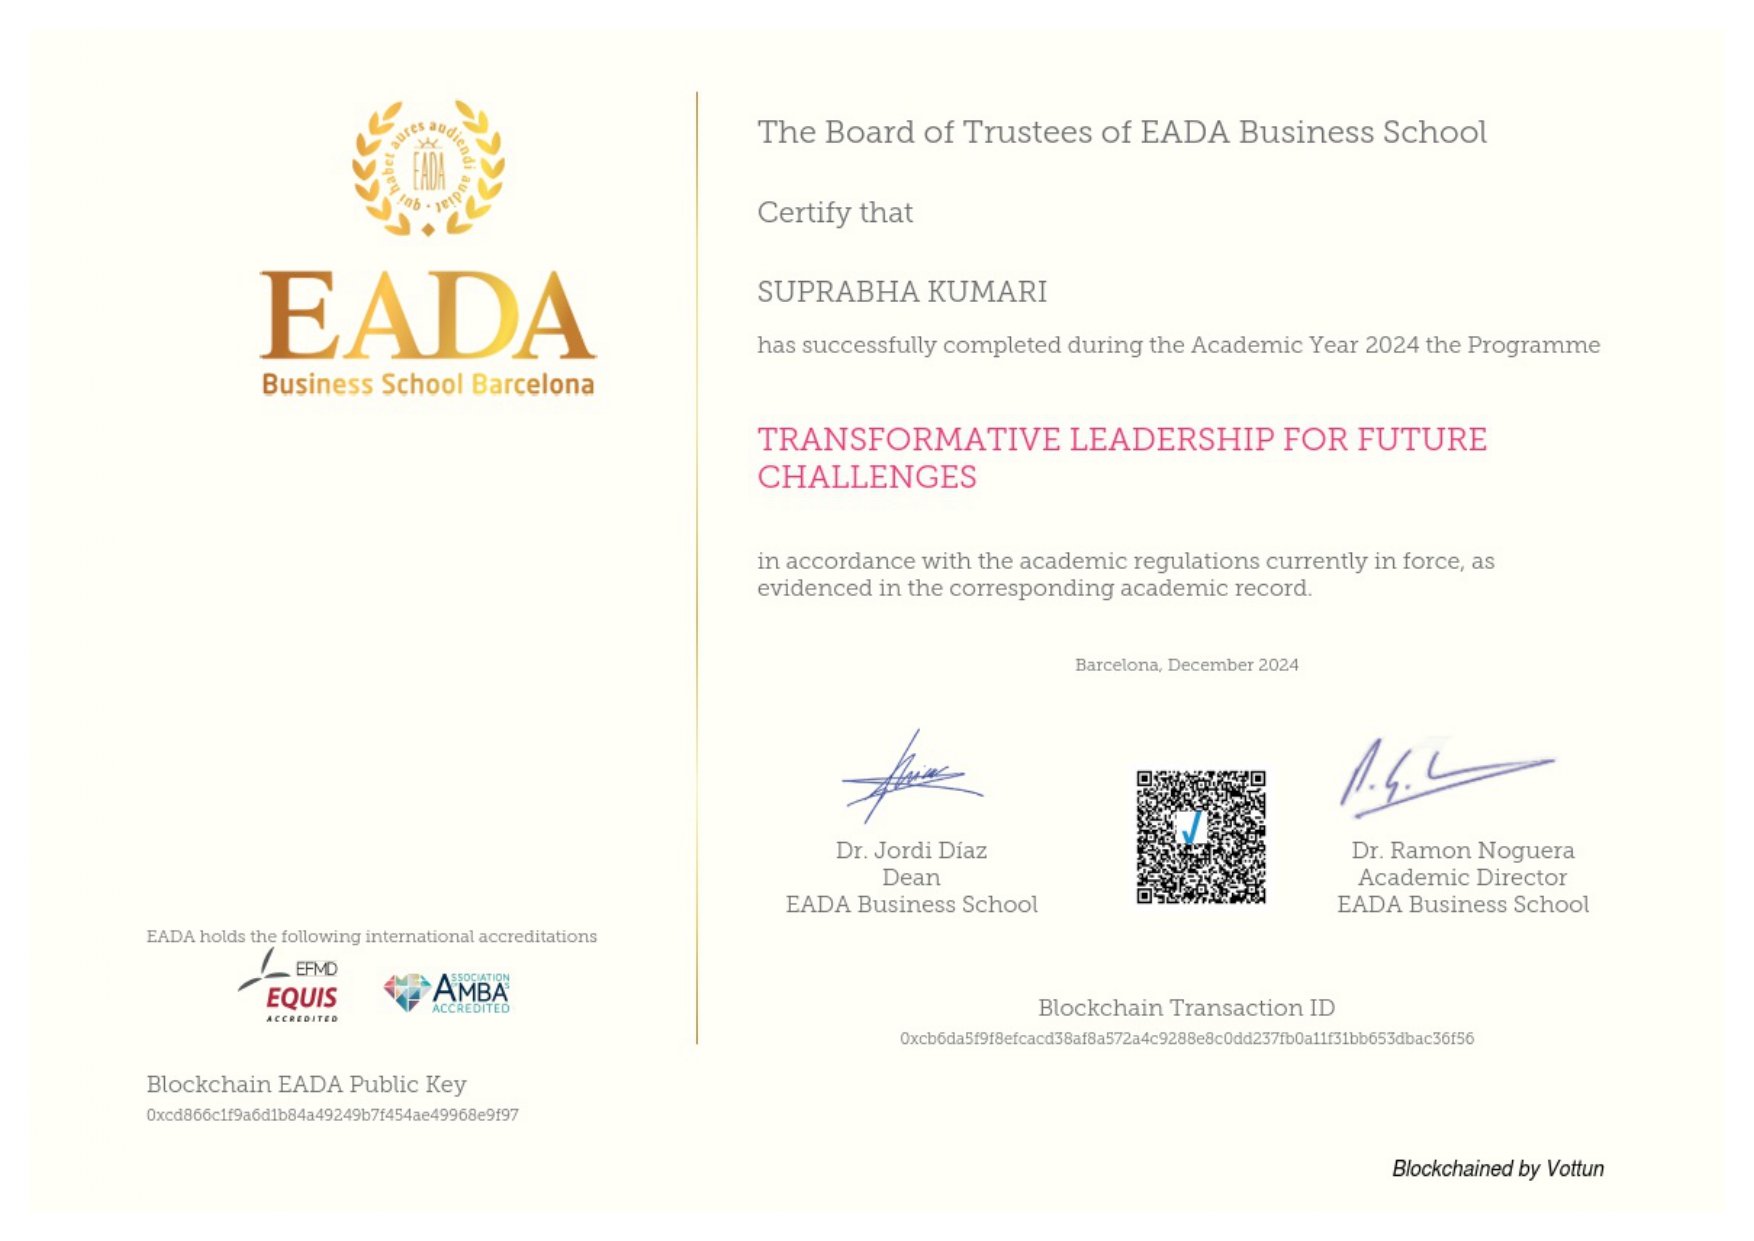 qui habet aures audiendi audiat
EADA
EADA
Business School Barcelona
The Board of Trustees of EADA Business School
Certify that
SUPRABHA KUMARI
has successfully completed during the Academic Year 2024 the Programme
TRANSFORMATIVE LEADERSHIP FOR FUTURE
CHALLENGES
in accordance with the academic regulations currently in force, as
evidenced in the corresponding academic record.
Barcelona, December 2024
Dr. Jordi Díaz
Dean
EADA Business School
Dr. Ramon Noguera
Academic Director
EADA Business School
EADA holds the following international accreditations
EFMD
EQUIS
ACCREDITED
ASSOCIATION
AMBA
ACCREDITED
Blockchain Transaction ID
0xcb6da5f9f8efcacd38af8a572a4c9288e8c0dd237fb0a11f31bb653dbac36f56
Blockchain EADA Public Key
0xcd866c1f9a6d1b84a49249b7f454ae49968e9f97
Blockchained by Vottun